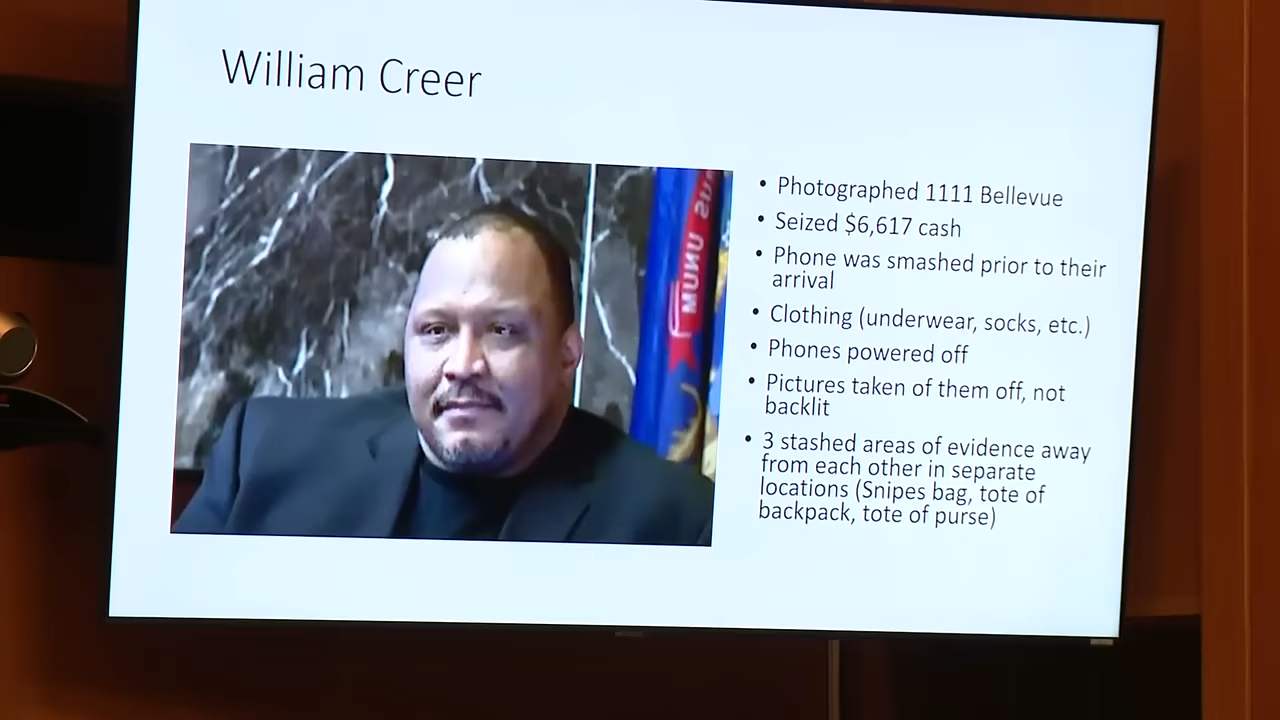 William Creer
SUS
UNUM
• Photographed 1111 Bellevue
• Seized $6,617 cash
• Phone was smashed prior to their
arrival
• Clothing (underwear, socks, etc.)
• Phones powered off
• Pictures taken of them off, not
backlit
• 3 stashed areas of evidence away
from each other in separate
locations (Snipes bag, tote of
backpack, tote of purse)